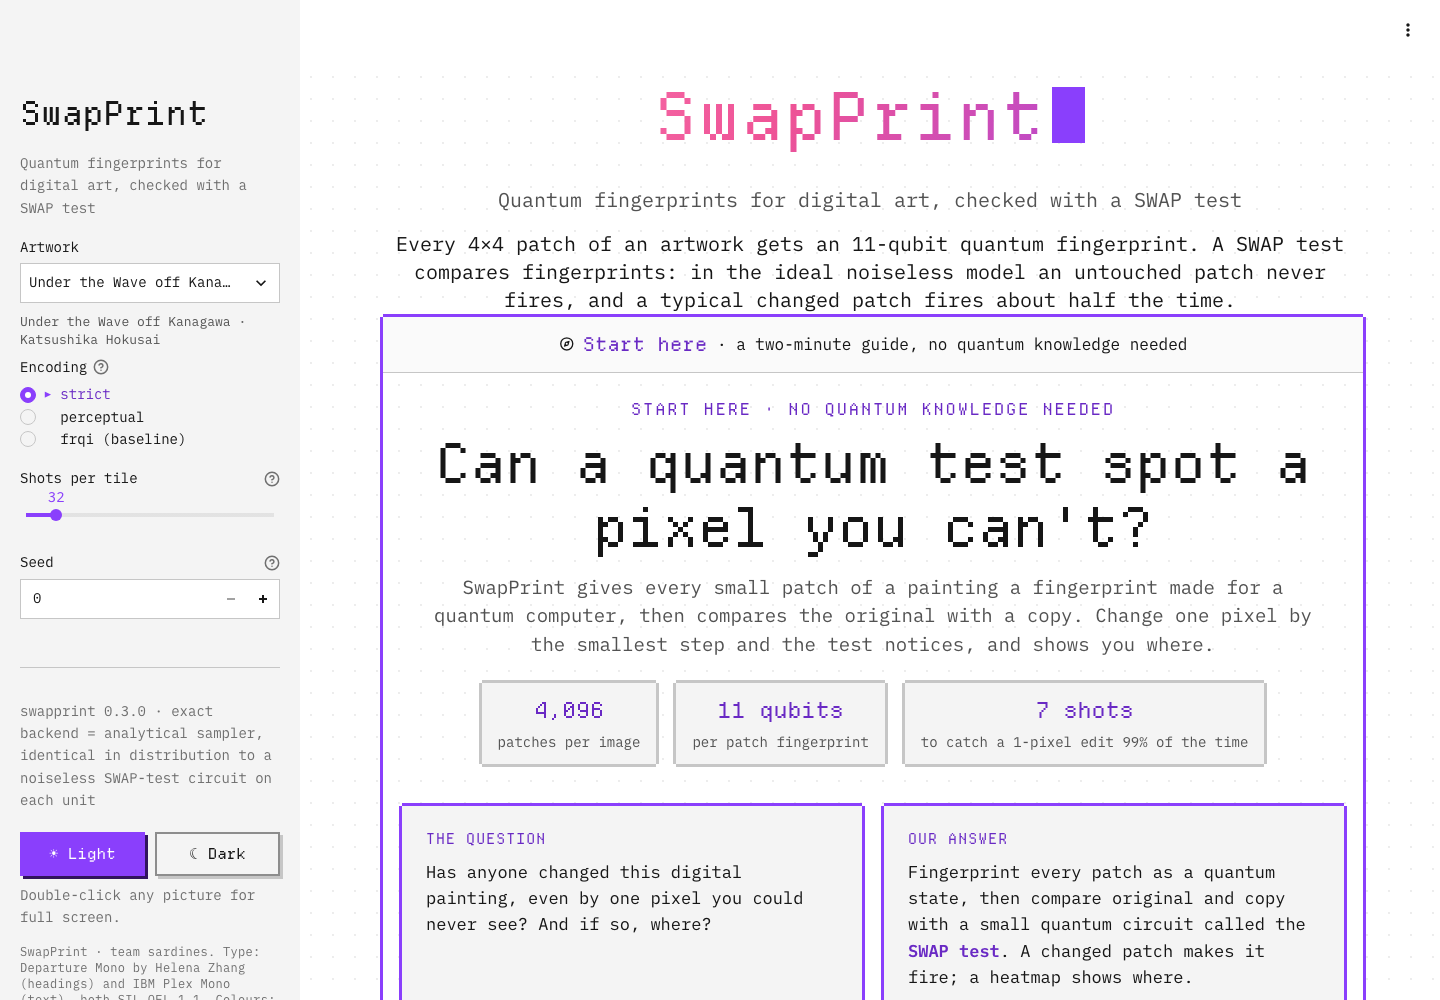 SwapPrint
Quantum fingerprints for
digital art, checked with a
SWAP test
Artwork
Under the Wave off Kana…
Under the Wave off Kanagawa ·
Katsushika Hokusai
Encoding
▸ strict
perceptual
frqi (baseline)
Shots per tile
32
Seed
0
swapprint 0.3.0 · exact
backend = analytical sampler,
identical in distribution to a
noiseless SWAP-test circuit on
each unit
☀ Light
☾ Dark
Double-click any picture for
full screen.
SwapPrint · team sardines. Type:
Departure Mono by Helena Zhang
(headings) and IBM Plex Mono
(text), both SIL OFL 1.1. Colours:
SwapPrint
Quantum fingerprints for digital art, checked with a SWAP test
Every 4×4 patch of an artwork gets an 11-qubit quantum fingerprint. A SWAP test
compares fingerprints: in the ideal noiseless model an untouched patch never
fires, and a typical changed patch fires about half the time.
Start here · a two-minute guide, no quantum knowledge needed
START HERE · NO QUANTUM KNOWLEDGE NEEDED
Can a quantum test spot a
pixel you can't?
SwapPrint gives every small patch of a painting a fingerprint made for a
quantum computer, then compares the original with a copy. Change one pixel by
the smallest step and the test notices, and shows you where.
4,096
patches per image
11 qubits
per patch fingerprint
7 shots
to catch a 1-pixel edit 99% of the time
THE QUESTION
Has anyone changed this digital
painting, even by one pixel you could
never see? And if so, where?
OUR ANSWER
Fingerprint every patch as a quantum
state, then compare original and copy
with a small quantum circuit called the
SWAP test. A changed patch makes it
fire; a heatmap shows where.